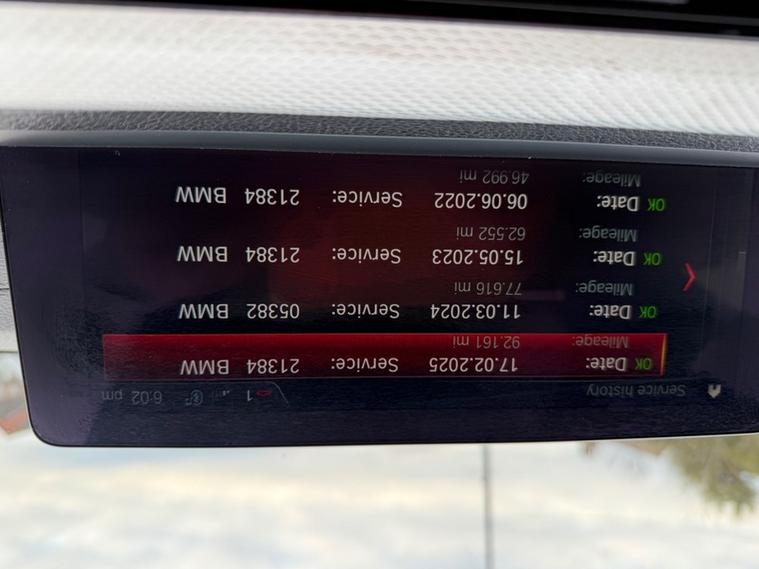 Service history 1 6:02 pm
OK Date: 17.02.2025 Service: 21384 BMW
Mileage: 92.161 mi
OK Date: 11.03.2024 Service: 05382 BMW
Mileage: 77.616 mi
OK Date: 15.05.2023 Service: 21384 BMW
Mileage: 62.552 mi
OK Date: 06.06.2022 Service: 21384 BMW
Mileage: 46.992 mi